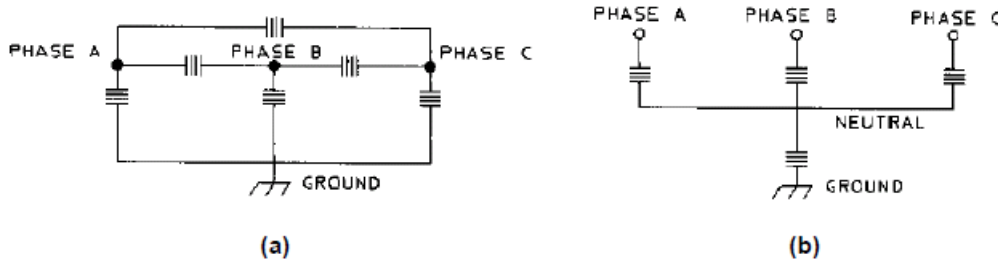 PHASE A PHASE B PHASE C
GROUND
(a)
PHASE A PHASE B PHASE C
NEUTRAL
GROUND
(b)